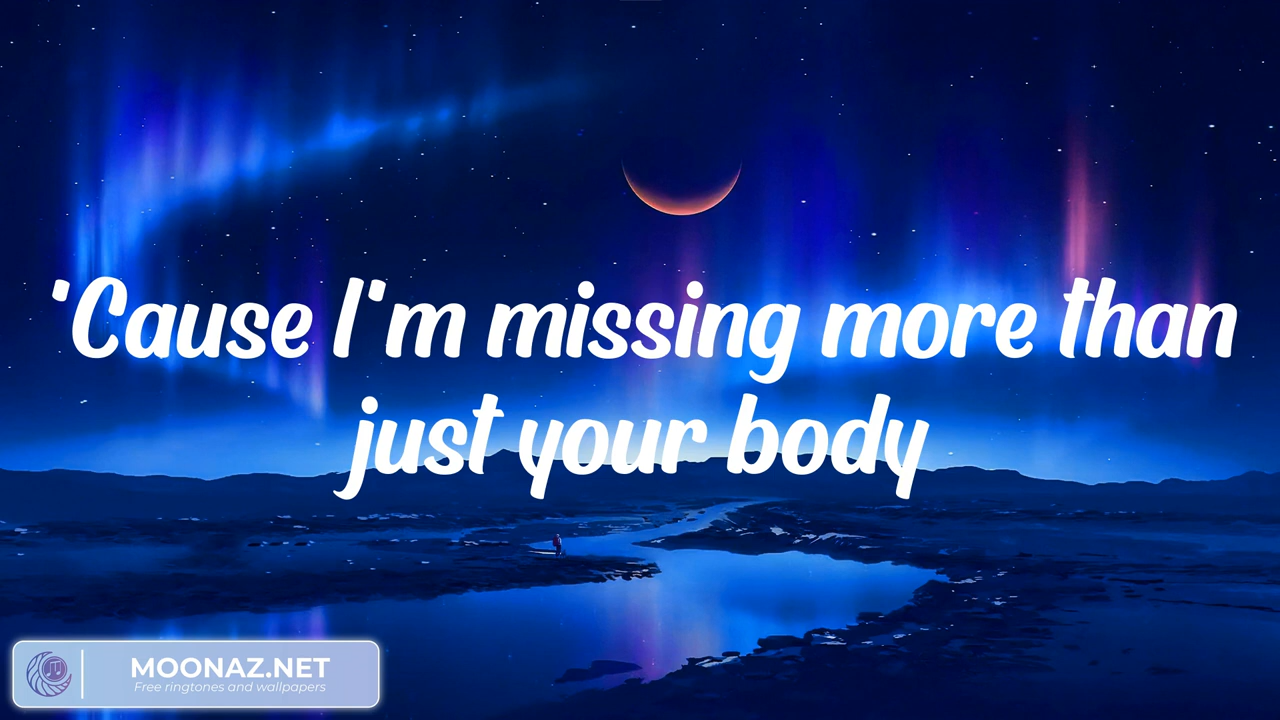 'Cause I'm missing more than
just your body
MOONAZ.NET
Free ringtones and wallpapers